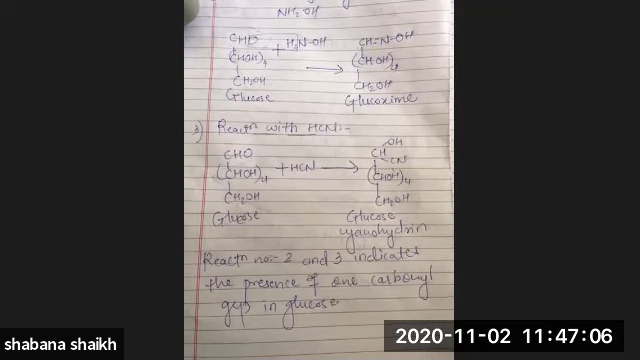 NH₂OH
CHO + H₂N-OH → CH=N-OH
(CHOH)₄ (CHOH)₄
CH₂OH CH₂OH
Glucose Glucoxime
3) Reactn with HCN:-
OH
CHO CH
CN
(CHOH)₄ + HCN → (CHOH)₄
CH₂OH CH₂OH
Glucose Glucose
cyanohydrin
Reactn no:- 2 and 3 indicates
the presence of one carbonyl
grp in glucose
shabana shaikh
2020-11-02 11:47:06